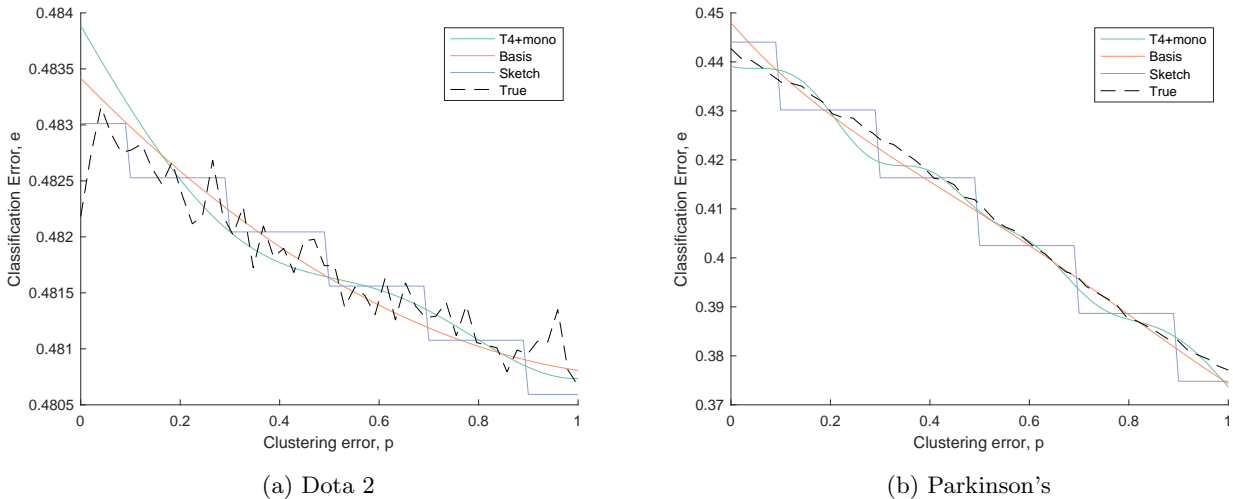 0.484
0.4835
0.483
0.4825
0.482
0.4815
0.481
0.4805
0
0.2
0.4
0.6
0.8
1
Classification Error, e
Clustering error, p
T4+mono
Basis
Sketch
True
(a) Dota 2
0.45
0.44
0.43
0.42
0.41
0.4
0.39
0.38
0.37
0
0.2
0.4
0.6
0.8
1
Classification Error, e
Clustering error, p
T4+mono
Basis
Sketch
True
(b) Parkinson's